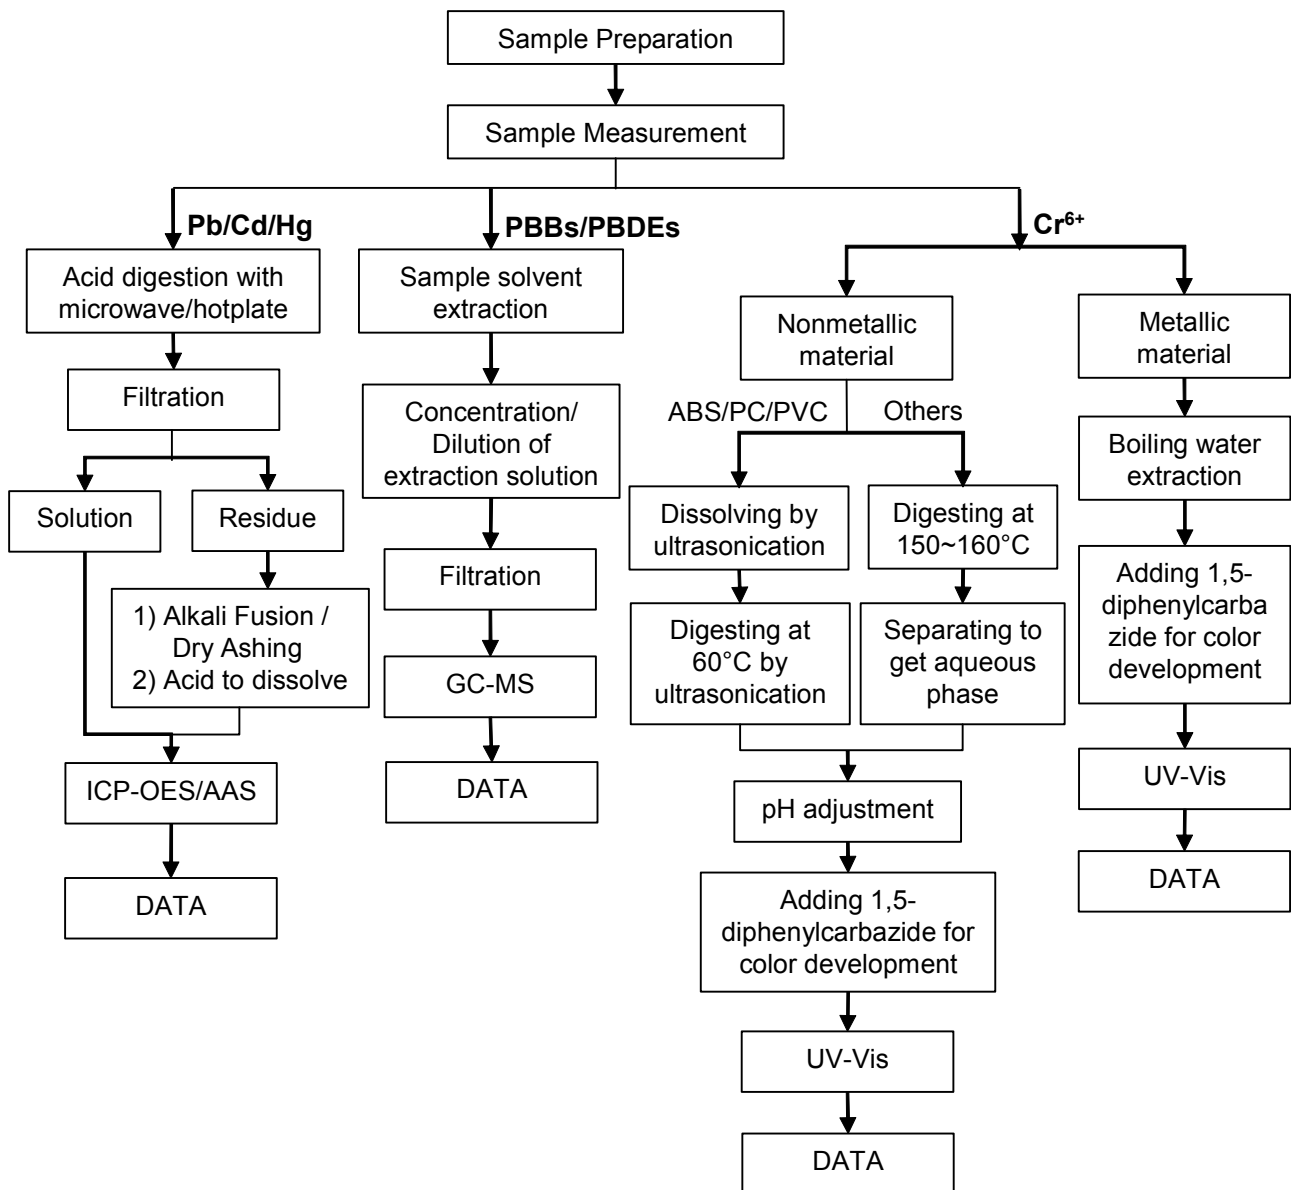 Sample Preparation
Sample Measurement
Pb/Cd/Hg
PBBs/PBDEs
Cr⁶⁺
Acid digestion with
microwave/hotplate
Filtration
Solution
Residue
1) Alkali Fusion /
Dry Ashing
2) Acid to dissolve
ICP-OES/AAS
DATA
Sample solvent
extraction
Concentration/
Dilution of
extraction solution
Filtration
GC-MS
DATA
Nonmetallic
material
ABS/PC/PVC
Others
Dissolving by
ultrasonication
Digesting at
60°C by
ultrasonication
Digesting at
150~160°C
Separating to
get aqueous
phase
pH adjustment
Adding 1,5-
diphenylcarbazide for
color development
UV-Vis
DATA
Metallic
material
Boiling water
extraction
Adding 1,5-
diphenylcarba
zide for color
development
UV-Vis
DATA